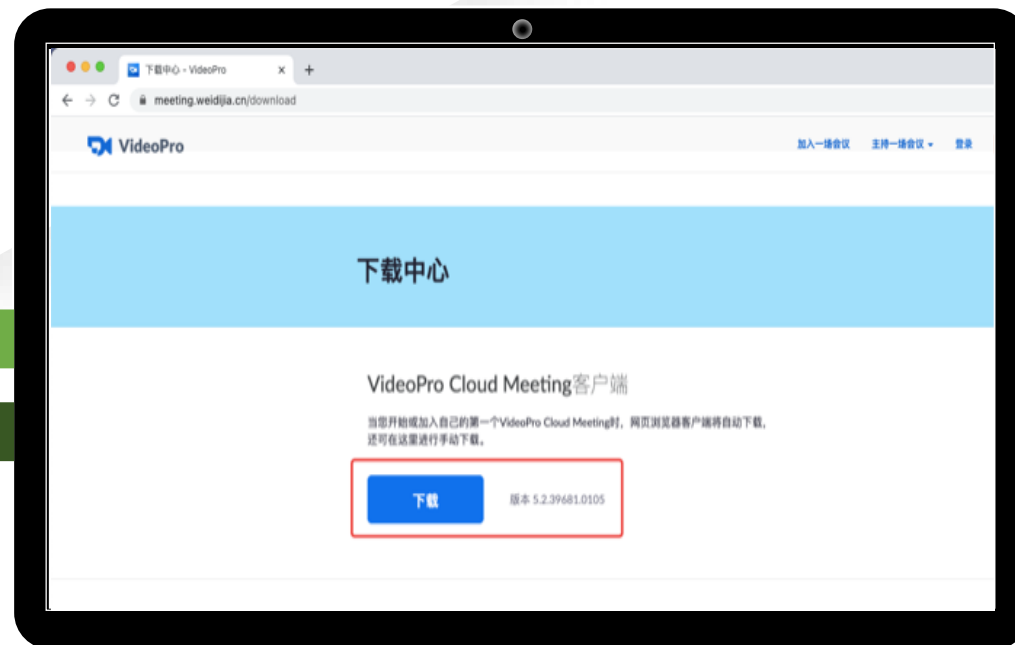 下载中心 - VideoPro
meeting.weidijia.cn/download
VideoPro
加入一场会议 主持一场会议 登录
下载中心
VideoPro Cloud Meeting客户端
当您开始或加入自己的第一个VideoPro Cloud Meeting时，网页浏览器客户端将自动下载，
还可在这里进行手动下载。
下载 版本 5.2.39681.0105